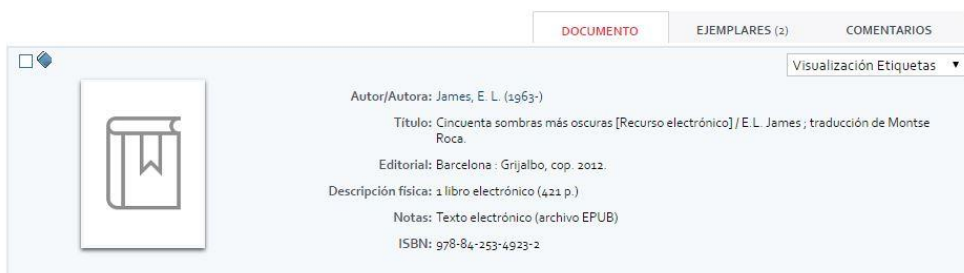 DOCUMENTO EJEMPLARES (2) COMENTARIOS
Visualización Etiquetas
Autor/Autora: James, E. L. (1963-)
Título: Cincuenta sombras más oscuras [Recurso electrónico] / E.L. James ; traducción de Montse
Roca.
Editorial: Barcelona : Grijalbo, cop. 2012.
Descripción física: 1 libro electrónico (421 p.)
Notas: Texto electrónico (archivo EPUB)
ISBN: 978-84-253-4923-2